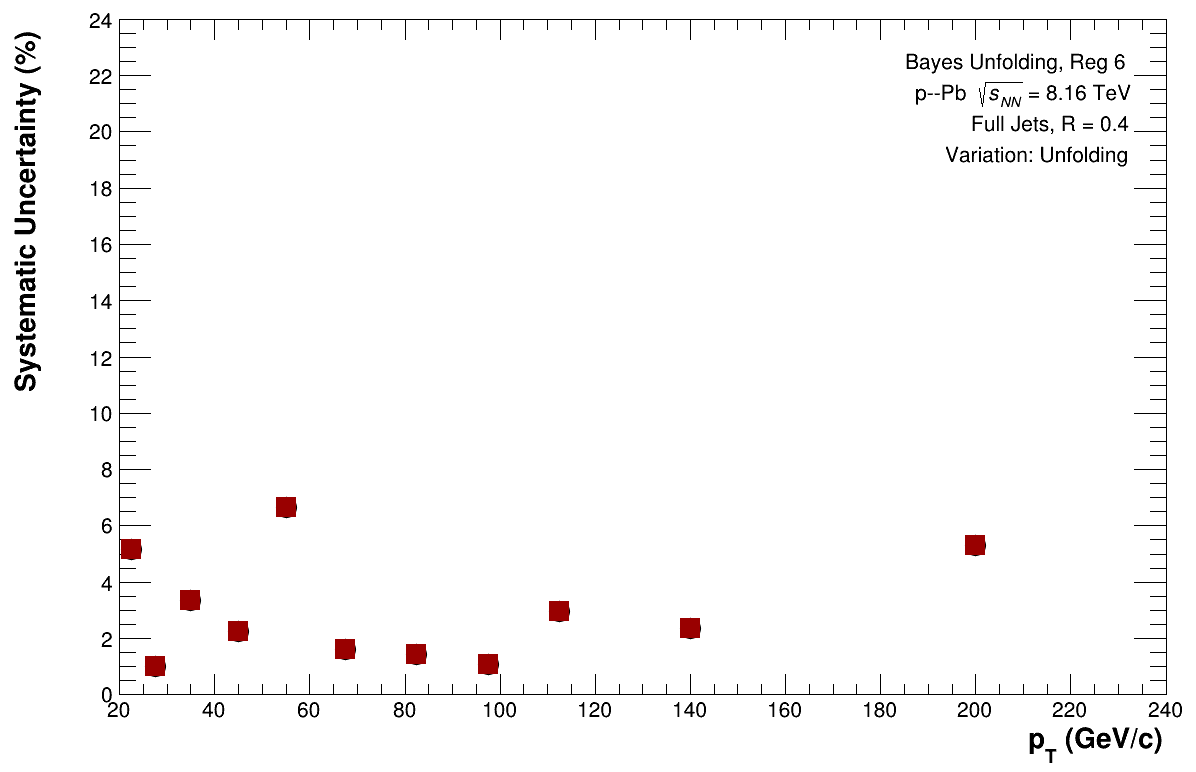 Systematic Uncertainty (%)
24
22
20
18
16
14
12
10
8
6
4
2
0
Bayes Unfolding, Reg 6
p--Pb √sNN = 8.16 TeV
Full Jets, R = 0.4
Variation: Unfolding
20 40 60 80 100 120 140 160 180 200 220 240
pT (GeV/c)